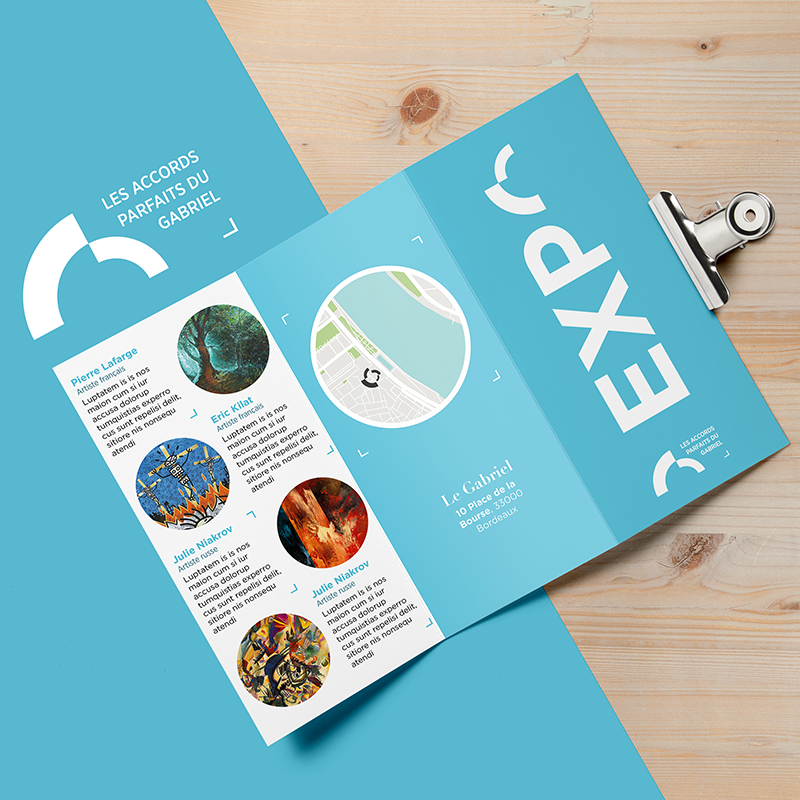 LES ACCORDS
PARFAITS DU
GABRIEL
Pierre Lafarge
Artiste français
Luptatem is is nos
maion cum si iur
accusa dolorup
tumquistias experro
cus sunt repelisi delit,
sitiore nis nonsequ
atendi
Eric Kilat
Artiste français
Luptatem is is nos
maion cum si iur
accusa dolorup
tumquistias experro
cus sunt repelisi delit,
sitiore nis nonsequ
atendi
Julie Niakrov
Artiste russe
Luptatem is is nos
maion cum si iur
accusa dolorup
tumquistias experro
cus sunt repelisi delit,
sitiore nis nonsequ
atendi
Julie Niakrov
Artiste russe
Luptatem is is nos
maion cum si iur
accusa dolorup
tumquistias experro
cus sunt repelisi delit,
sitiore nis nonsequ
atendi
Le Gabriel
10 Place de la
Bourse, 33000
Bordeaux
EXPO
LES ACCORDS
PARFAITS DU
GABRIEL